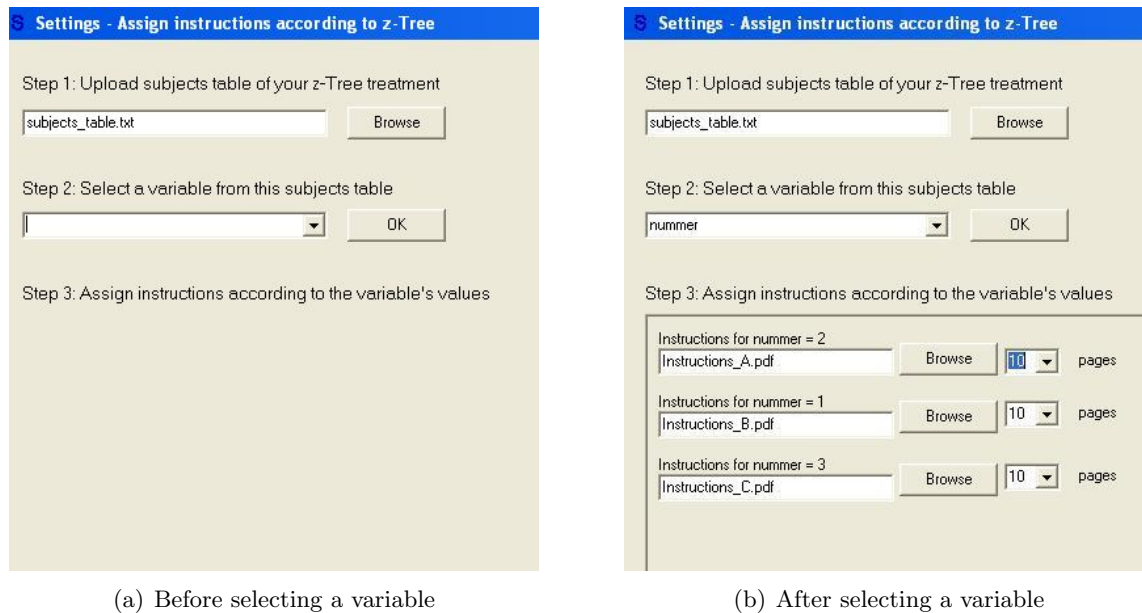 Settings - Assign instructions according to z-Tree
Step 1: Upload subjects table of your z-Tree treatment
subjects_table.txt
Browse
Step 2: Select a variable from this subjects table
OK
Step 3: Assign instructions according to the variable's values
(a) Before selecting a variable
Settings - Assign instructions according to z-Tree
Step 1: Upload subjects table of your z-Tree treatment
subjects_table.txt
Browse
Step 2: Select a variable from this subjects table
nummer
OK
Step 3: Assign instructions according to the variable's values
Instructions for nummer = 2
Instructions_A.pdf Browse 10 pages
Instructions for nummer = 1
Instructions_B.pdf Browse 10 pages
Instructions for nummer = 3
Instructions_C.pdf Browse 10 pages
(b) After selecting a variable